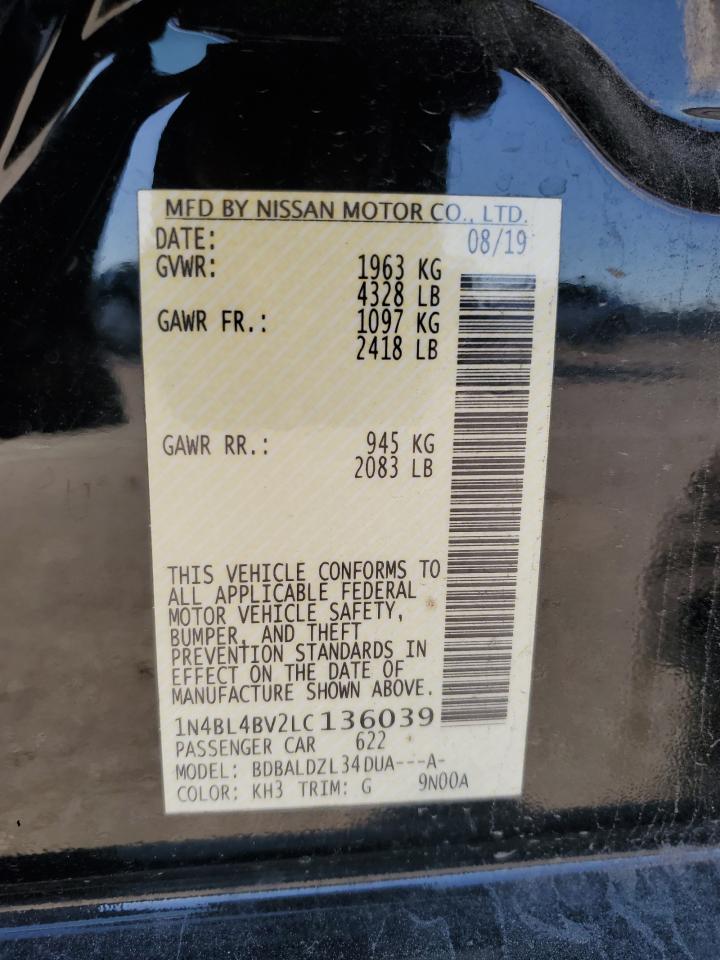 MFD BY NISSAN MOTOR CO., LTD.
DATE: 08/19
GVWR: 1963 KG
4328 LB
GAWR FR.: 1097 KG
2418 LB
GAWR RR.: 945 KG
2083 LB
THIS VEHICLE CONFORMS TO
ALL APPLICABLE FEDERAL
MOTOR VEHICLE SAFETY,
BUMPER, AND THEFT
PREVENTION STANDARDS IN
EFFECT ON THE DATE OF
MANUFACTURE SHOWN ABOVE.
1N4BL4BV2LC136039
PASSENGER CAR 622
MODEL: BDBALDZL34DUA---A-
COLOR: KH3 TRIM: G 9N00A